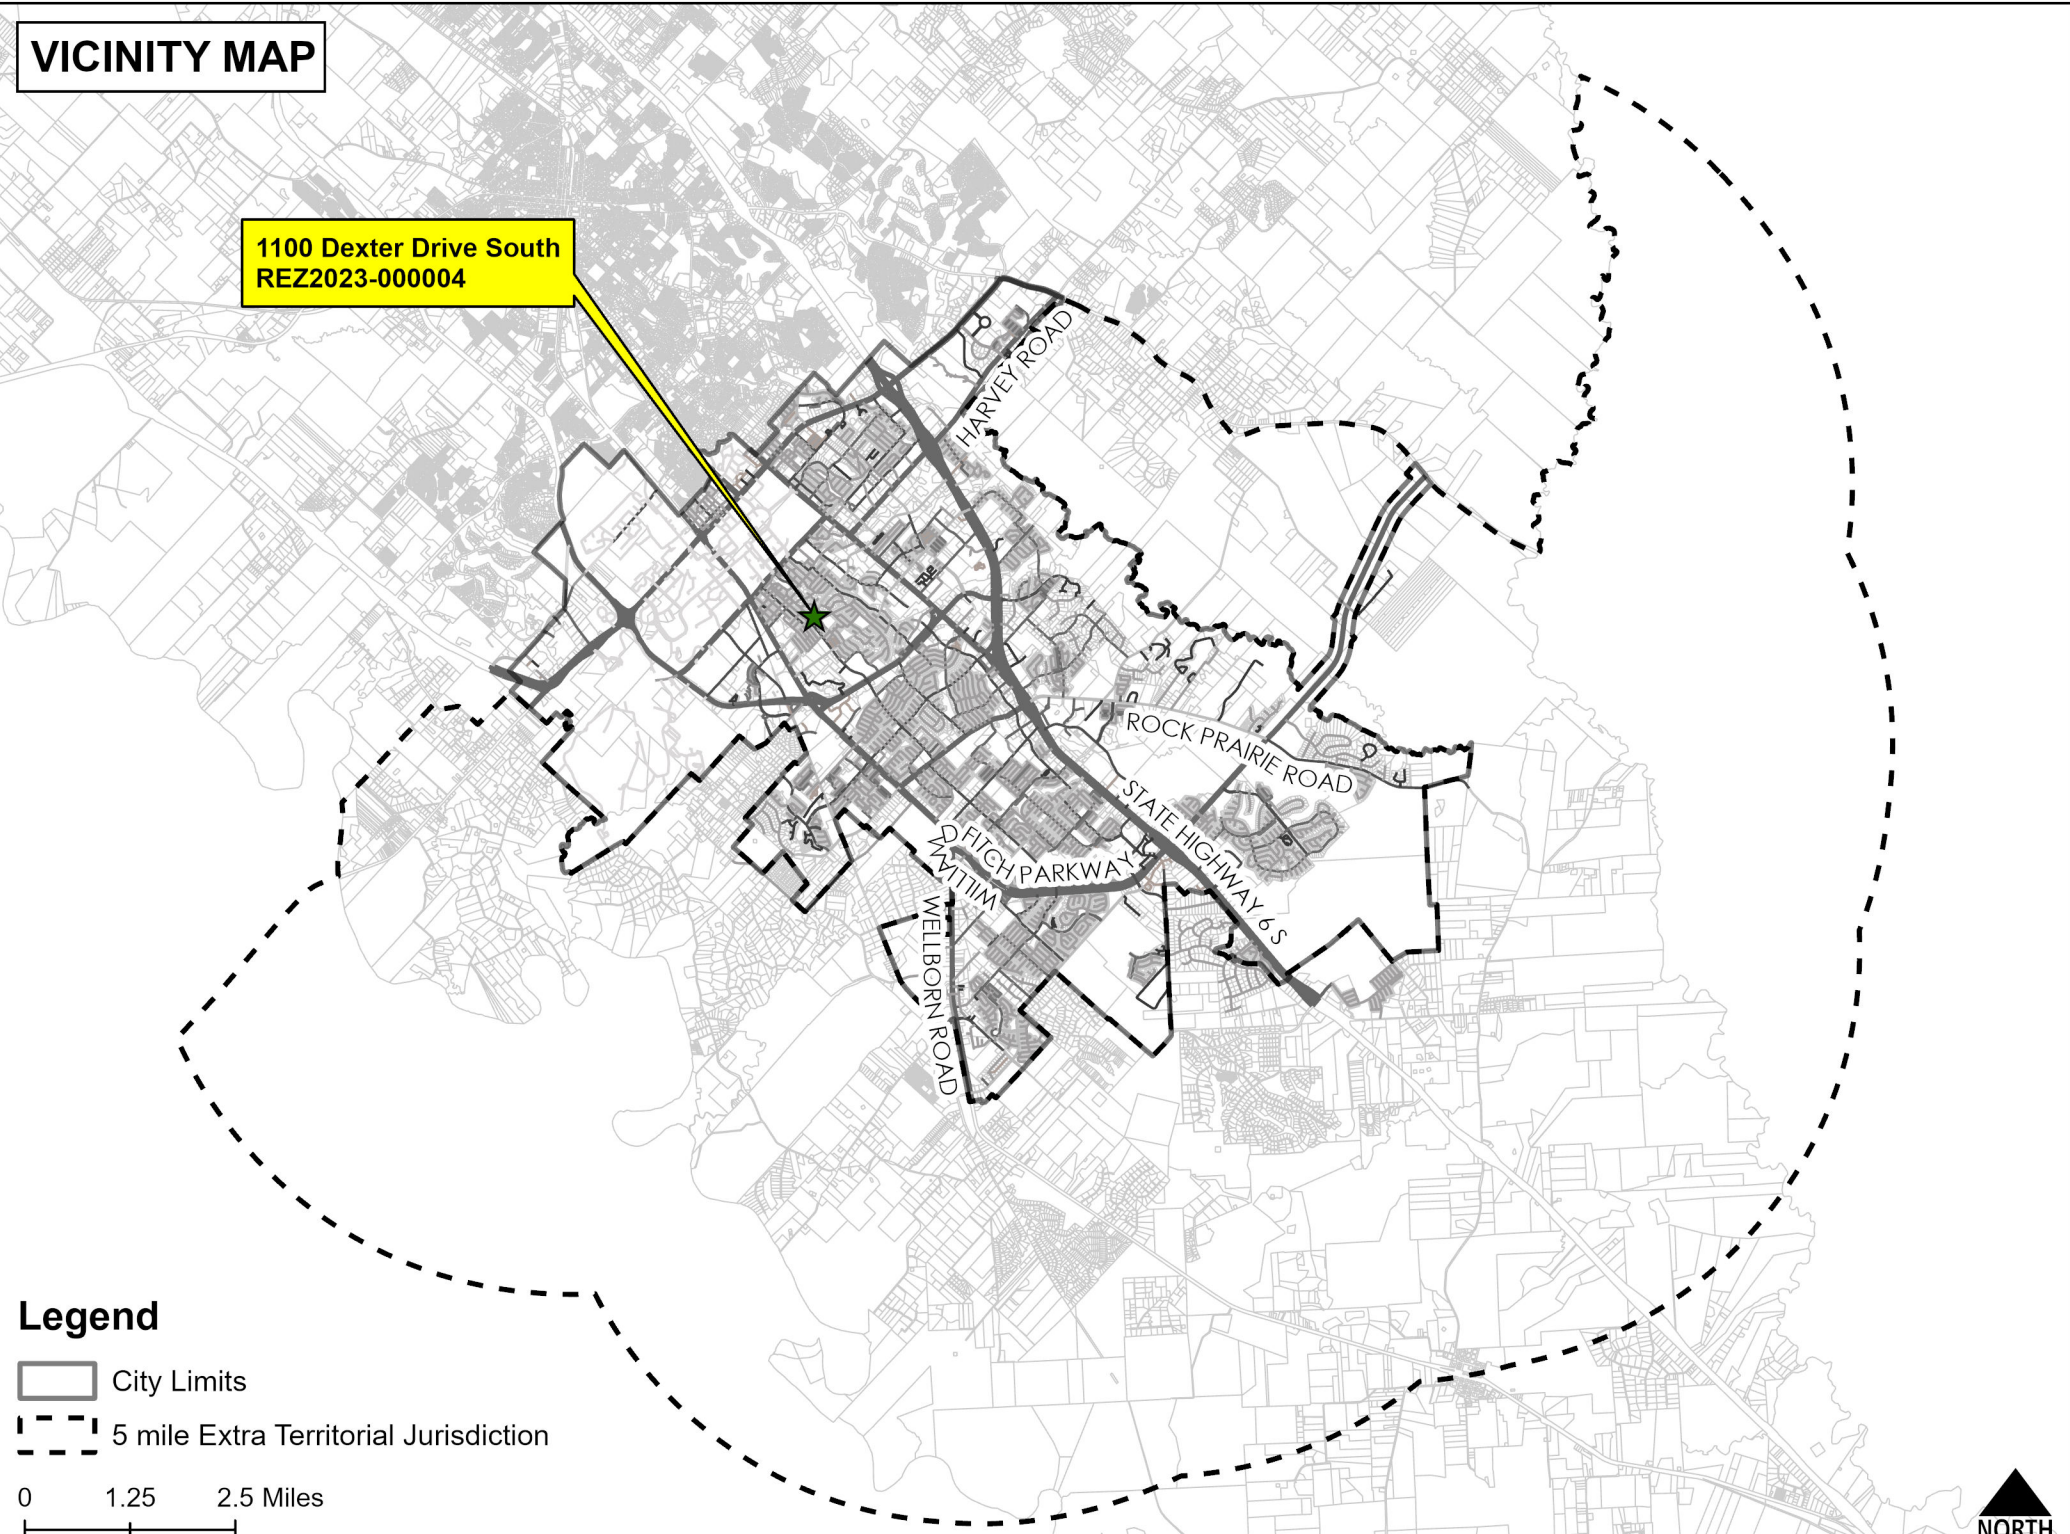 VICINITY MAP
1100 Dexter Drive South
REZ2023-000004
HARVEY ROAD
ROCK PRAIRIE ROAD
STATE HIGHWAY 6 S
WILLIAM
D FITCH PARKWAY
WELLBORN ROAD
Legend
City Limits
5 mile Extra Territorial Jurisdiction
0 1.25 2.5 Miles
NORTH